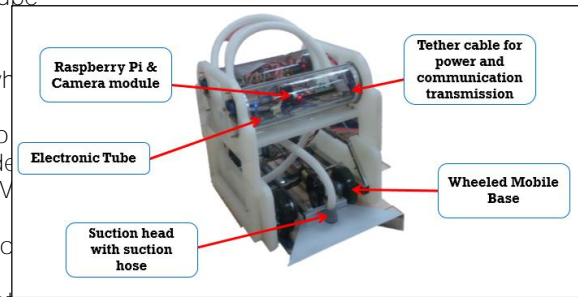 Raspberry Pi &
Camera module
Tether cable for
power and
communication
transmission
Electronic Tube
Wheeled Mobile
Base
Suction head
with suction
hose